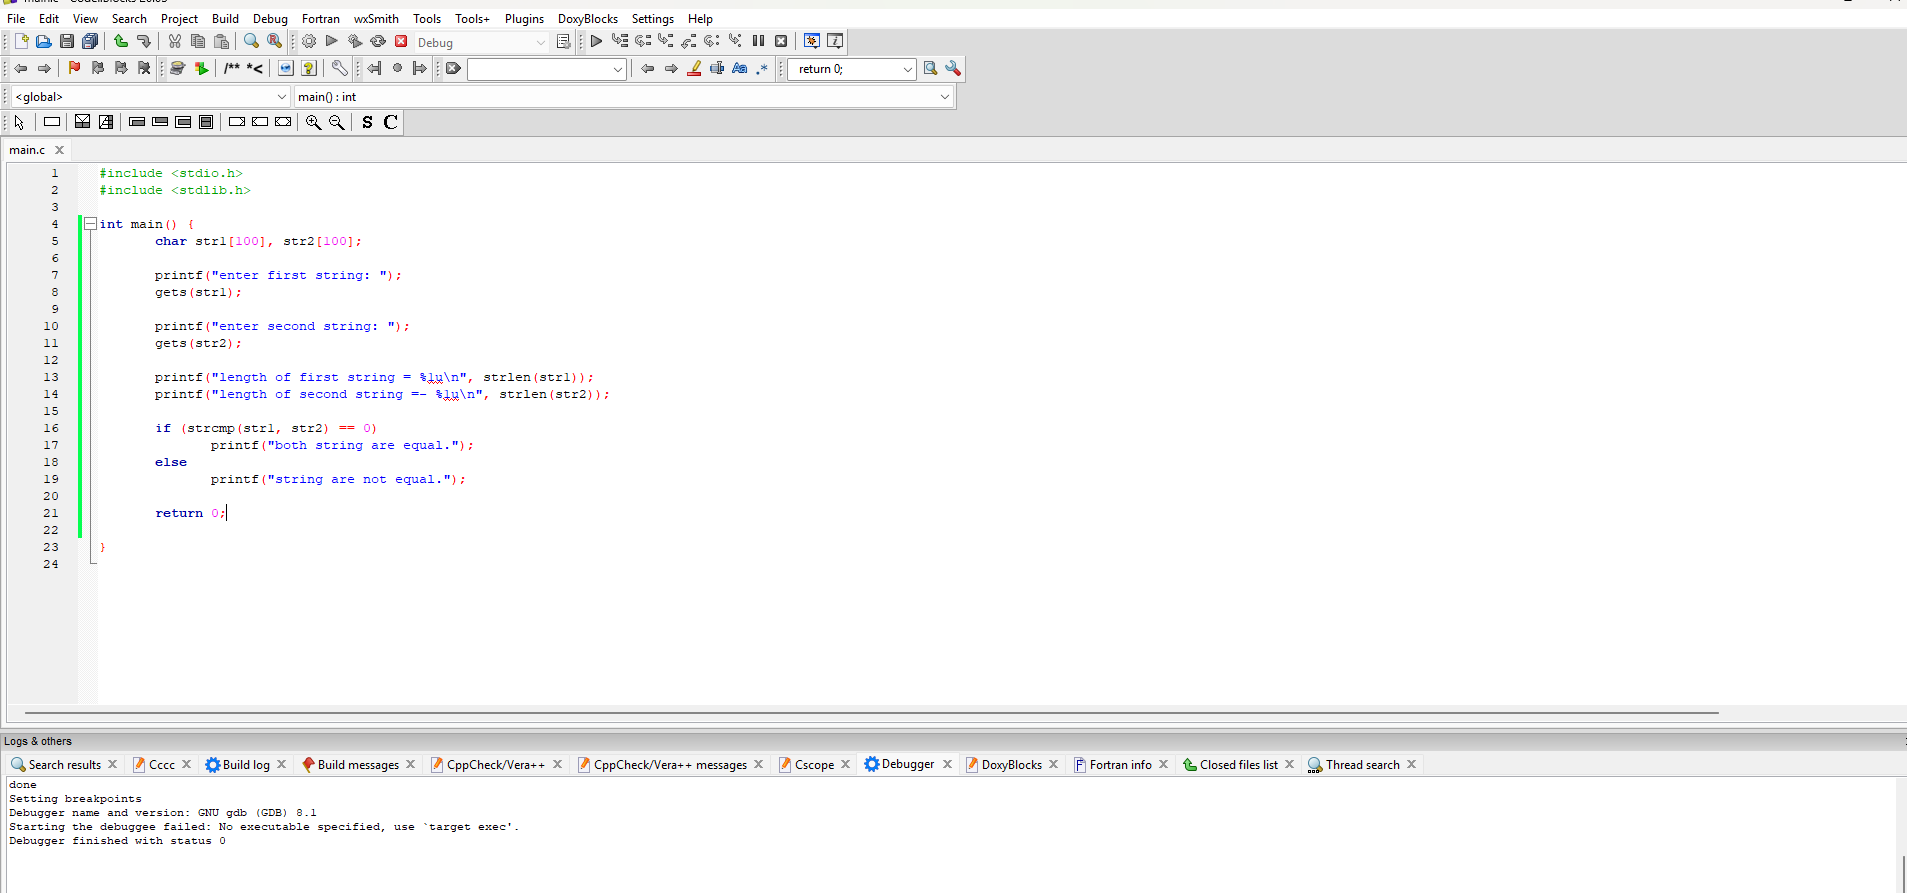 File Edit View Search Project Build Debug Fortran wxSmith Tools Tools+ Plugins DoxyBlocks Settings Help
Debug
/** *< Aa .* return 0;
<global> main() : int
S C
main.c
1 #include <stdio.h>
2 #include <stdlib.h>
3
4 int main() {
5 char str1[100], str2[100];
6
7 printf("enter first string: ");
8 gets(str1);
9
10 printf("enter second string: ");
11 gets(str2);
12
13 printf("length of first string = %lu\n", strlen(str1));
14 printf("length of second string =- %lu\n", strlen(str2));
15
16 if (strcmp(str1, str2) == 0)
17 printf("both string are equal.");
18 else
19 printf("string are not equal.");
20
21 return 0;
22
23 }
24
Logs & others
Search results Cccc Build log Build messages CppCheck/Vera++ CppCheck/Vera++ messages Cscope Debugger DoxyBlocks Fortran info Closed files list Thread search
done
Setting breakpoints
Debugger name and version: GNU gdb (GDB) 8.1
Starting the debuggee failed: No executable specified, use `target exec'.
Debugger finished with status 0